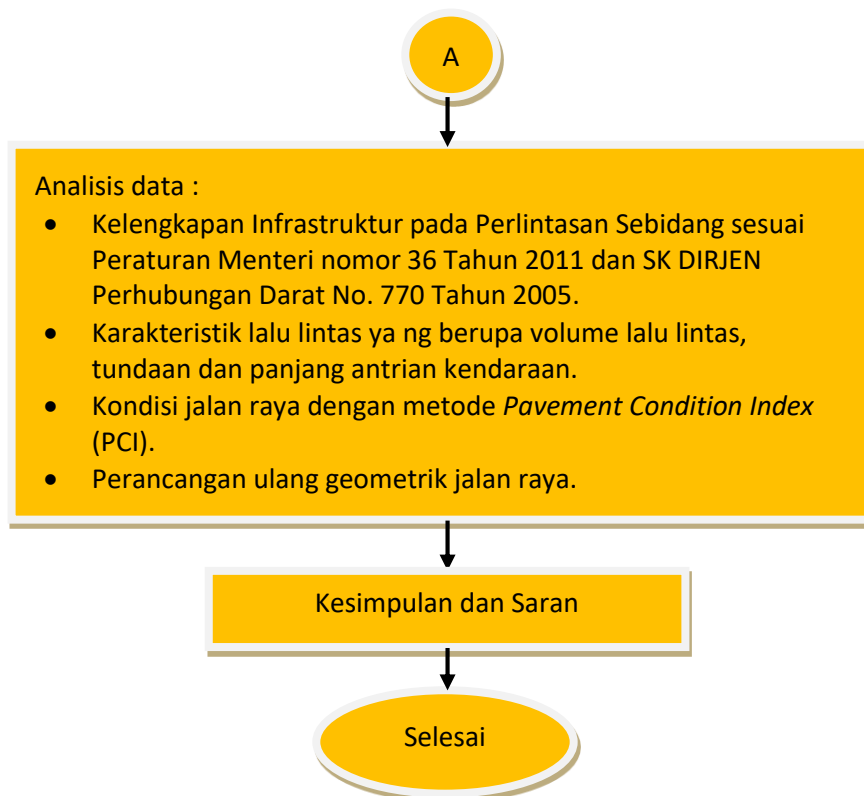 A
Analisis data :
• Kelengkapan Infrastruktur pada Perlintasan Sebidang sesuai
Peraturan Menteri nomor 36 Tahun 2011 dan SK DIRJEN
Perhubungan Darat No. 770 Tahun 2005.
• Karakteristik lalu lintas ya ng berupa volume lalu lintas,
tundaan dan panjang antrian kendaraan.
• Kondisi jalan raya dengan metode Pavement Condition Index
(PCI).
• Perancangan ulang geometrik jalan raya.
Kesimpulan dan Saran
Selesai